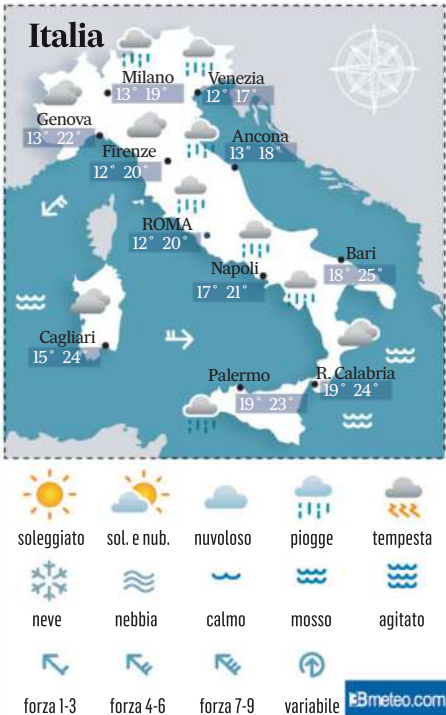 Italia
Milano
13° 19°
Venezia
12° 17°
Genova
13° 22°
Firenze
12° 20°
Ancona
13° 18°
ROMA
12° 20°
Napoli
17° 21°
Bari
18° 25°
Cagliari
15° 24°
Palermo
19° 23°
R. Calabria
19° 24°
soleggiato sol. e nub. nuvoloso piogge tempesta
neve nebbia calmo mosso agitato
forza 1-3 forza 4-6 forza 7-9 variabile
3Bmeteo.com